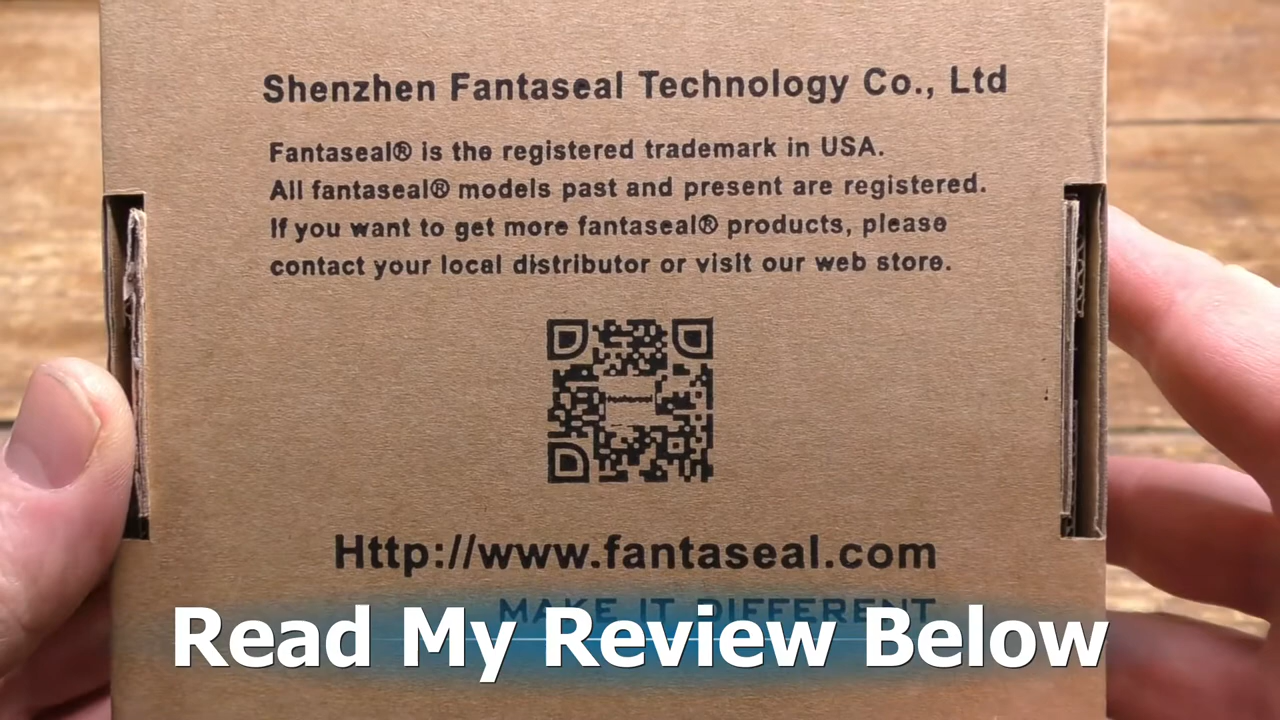 Shenzhen Fantaseal Technology Co., Ltd
Fantaseal® is the registered trademark in USA.
All fantaseal® models past and present are registered.
If you want to get more fantaseal® products, please
contact your local distributor or visit our web store.
fantaseal
Http://www.fantaseal.com
MAKE IT DIFFERENT
Read My Review Below